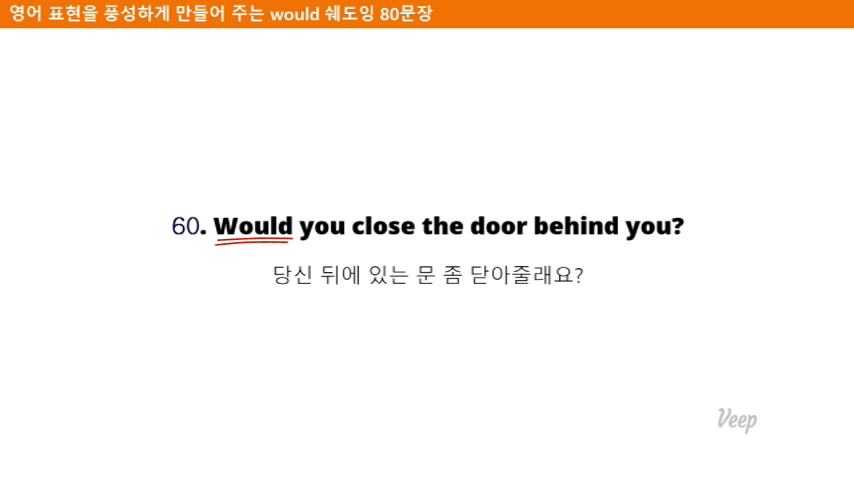 영어 표현을 풍성하게 만들어 주는 would 쉐도잉 80문장
60. Would you close the door behind you?
당신 뒤에 있는 문 좀 닫아줄래요?
Veep